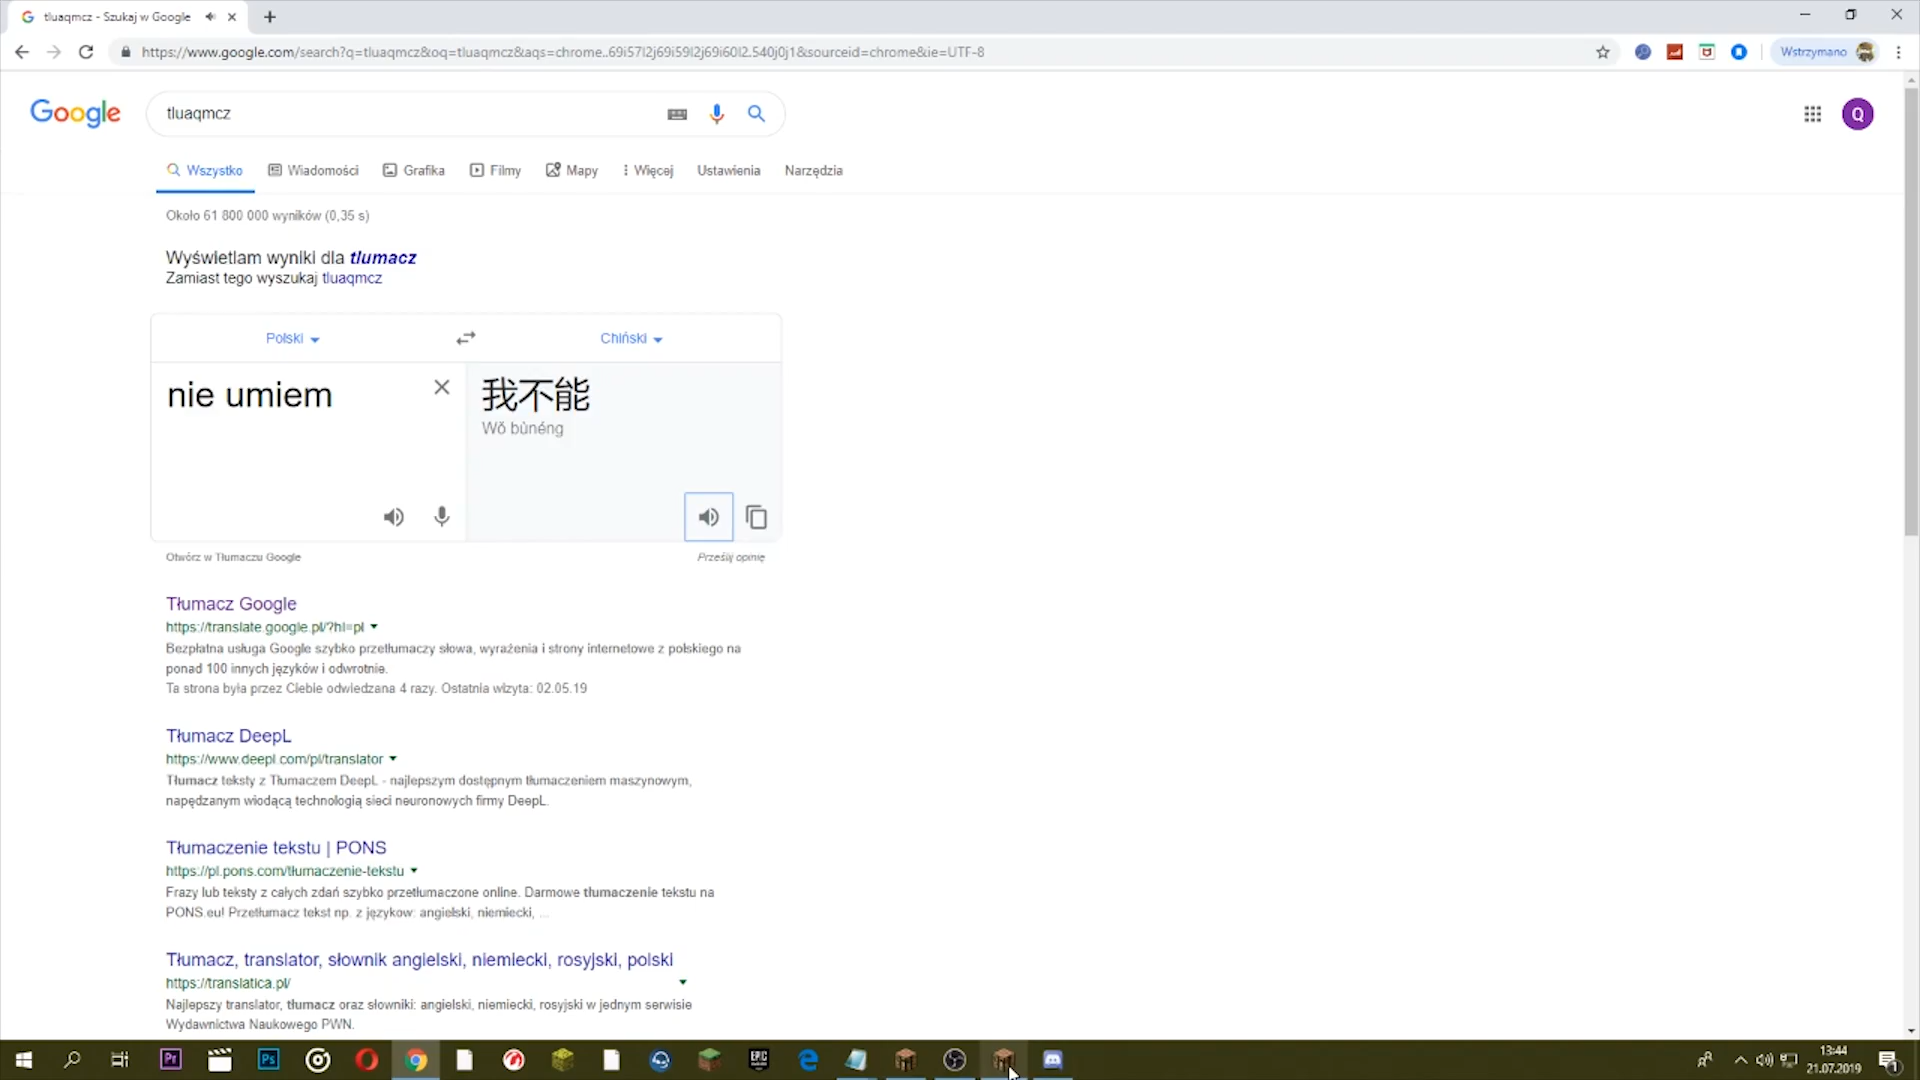 tluaqmcz - Szukaj w Google
https://www.google.com/search?q=tluaqmcz&oq=tluaqmcz&aqs=chrome..69i57l2j69i59l2j69i60l2.540j0j1&sourceid=chrome&ie=UTF-8
Wstrzymano
Google
tluaqmcz
Q
Wszystko Wiadomości Grafika Filmy Mapy Więcej Ustawienia Narzędzia
Około 61 800 000 wyników (0,35 s)
Wyświetlam wyniki dla tlumacz
Zamiast tego wyszukaj tluaqmcz
Polski Chiński
nie umiem
我不能
Wǒ bùnéng
Otwórz w Tłumaczu Google
Prześlij opinię
Tłumacz Google
https://translate.google.pl/?hl=pl
Bezpłatna usługa Google szybko przetłumaczy słowa, wyrażenia i strony internetowe z polskiego na
ponad 100 innych języków i odwrotnie.
Ta strona była przez Ciebie odwiedzana 4 razy. Ostatnia wizyta: 02.05.19
Tłumacz DeepL
https://www.deepl.com/pl/translator
Tłumacz teksty z Tłumaczem DeepL - najlepszym dostępnym tłumaczeniem maszynowym,
napędzanym wiodącą technologią sieci neuronowych firmy DeepL.
Tłumaczenie tekstu | PONS
https://pl.pons.com/tłumaczenie-tekstu
Frazy lub teksty z całych zdań szybko przetłumaczone online. Darmowe tłumaczenie tekstu na
PONS.eu! Przetłumacz tekst np. z językow: angielski, niemiecki, ...
Tłumacz, translator, słownik angielski, niemiecki, rosyjski, polski
https://translatica.pl/
Najlepszy translator, tłumacz oraz słowniki: angielski, niemiecki, rosyjski w jednym serwisie
Wydawnictwa Naukowego PWN.
Pr
Ps
EPIC
13:44
21.07.2019
1